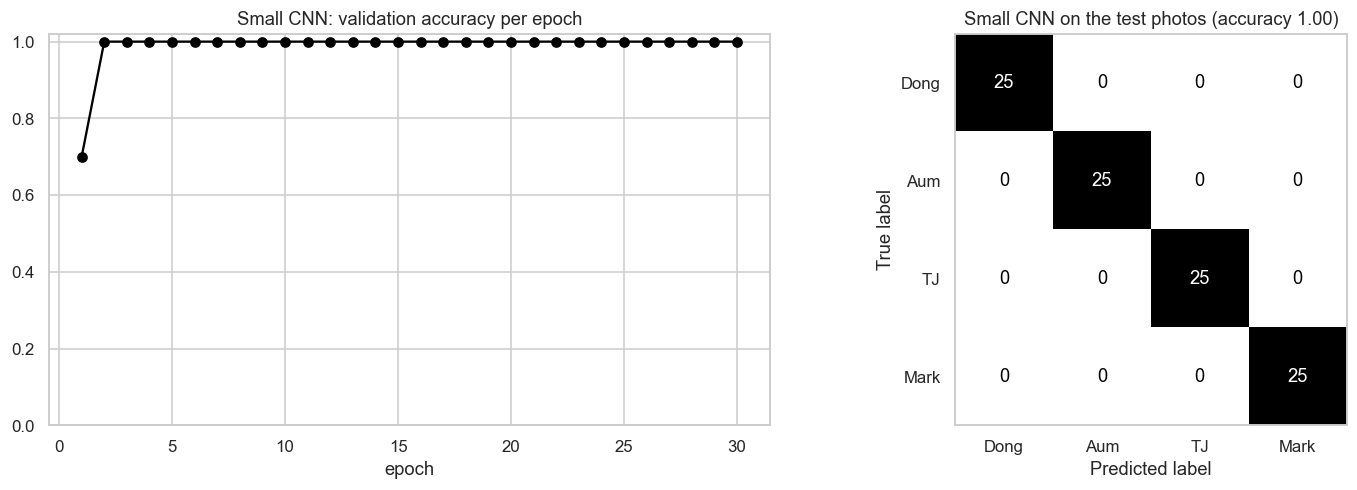 Small CNN: validation accuracy per epoch
1.0
0.8
0.6
0.4
0.2
0.0
0 5 10 15 20 25 30
epoch
Small CNN on the test photos (accuracy 1.00)
True label
Dong 25 0 0 0
Aum 0 25 0 0
TJ 0 0 25 0
Mark 0 0 0 25
Dong Aum TJ Mark
Predicted label